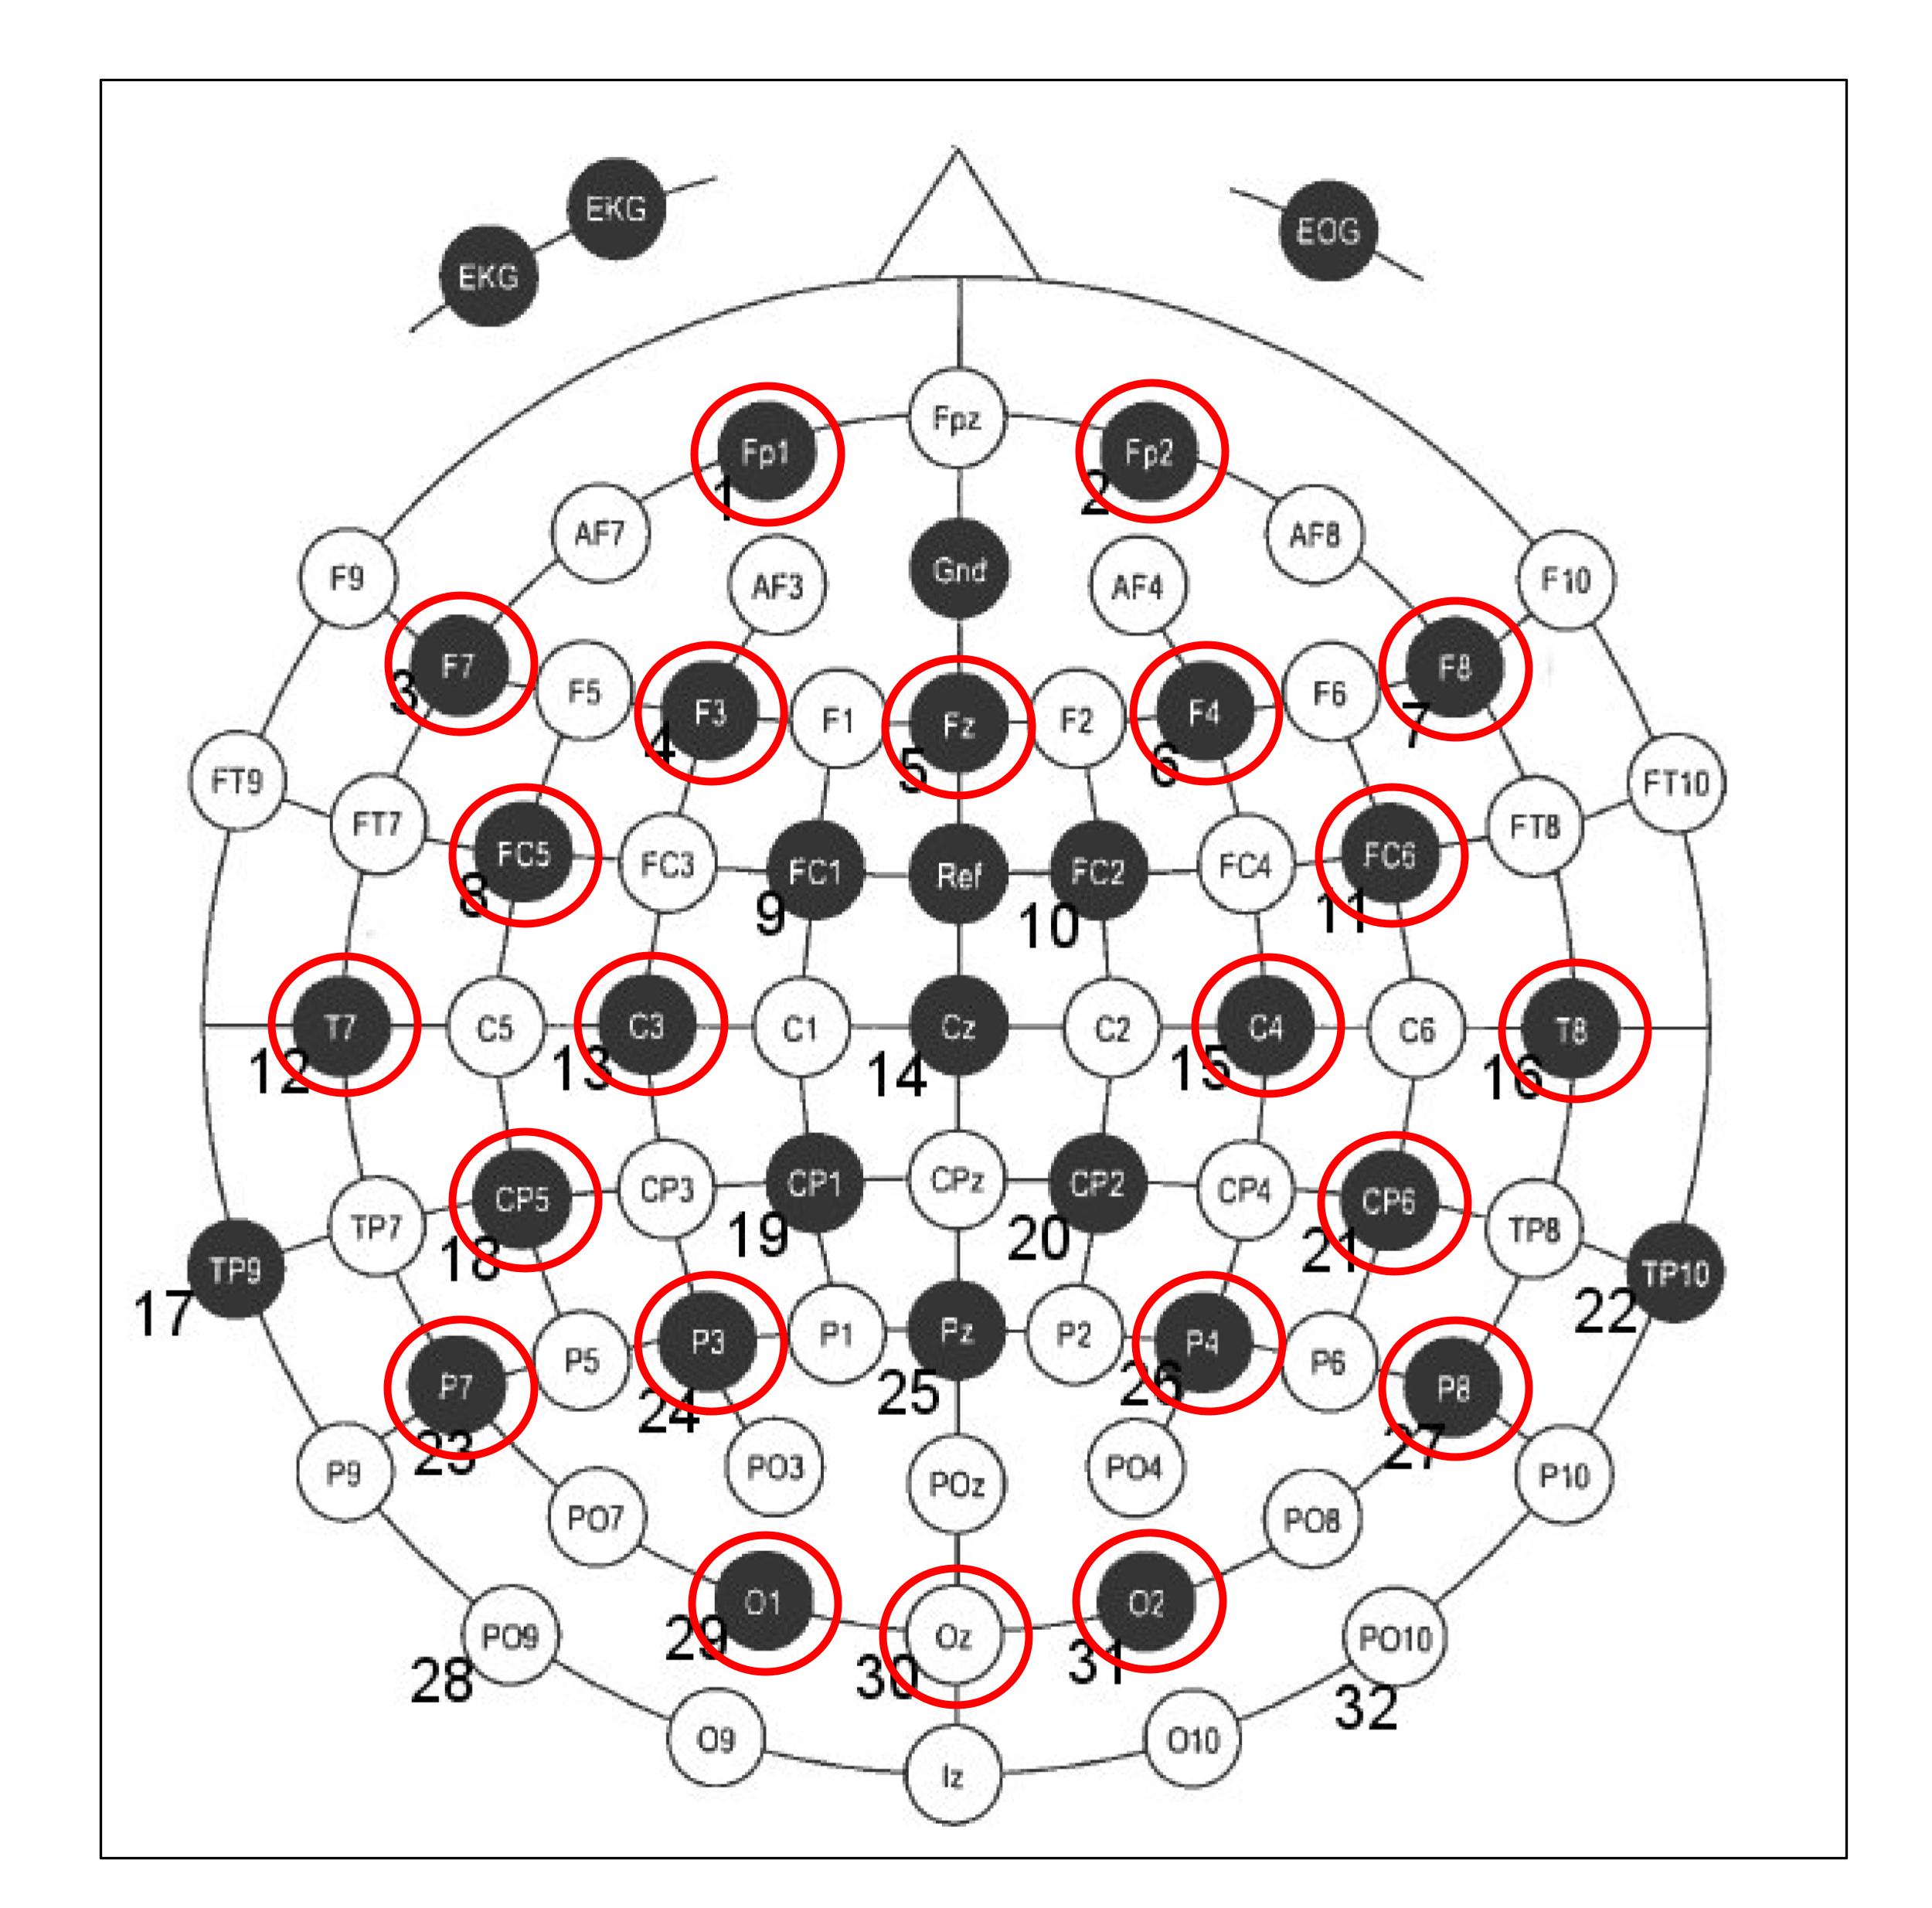 EKG
EKG
EOG
Fpz
Fp1
Fp2
1
2
AF7
AF8
Gnd
F9
AF3
AF4
F10
F7
F8
3
F5
F3
F1
Fz
F2
F4
F6
7
4
5
6
FT9
FT10
FT7
FT8
FC5
FC3
FC1
Ref
FC2
FC4
FC6
8
9
10
11
T7
C5
C3
C1
Cz
C2
C4
C6
T8
12
13
14
15
16
CP5
CP3
CP1
CPz
CP2
CP4
CP6
TP7
TP8
18
19
20
21
TP9
TP10
17
22
P7
P5
P3
P1
Pz
P2
P4
P6
P8
23
24
25
26
27
P9
PO3
POz
PO4
P10
PO7
PO8
O1
O2
29
31
PO9
Oz
PO10
28
30
32
O9
O10
Iz